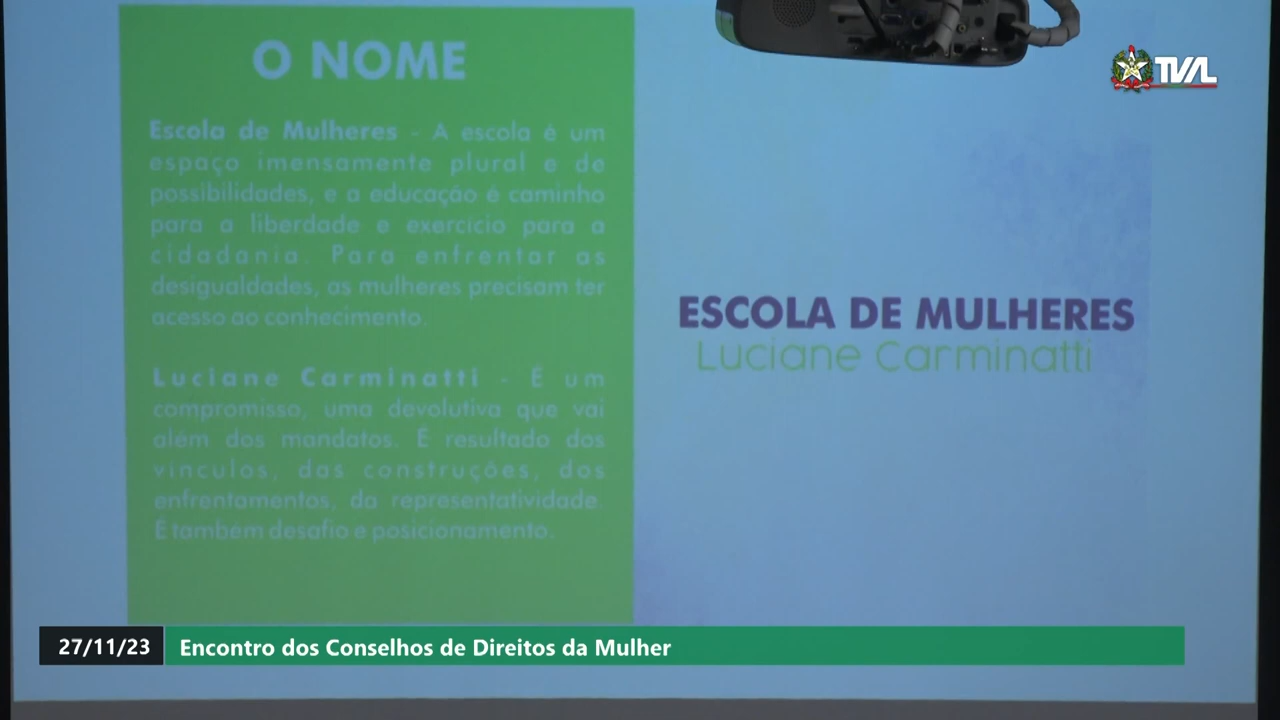 O NOME
Escola de Mulheres - A escola é um
espaço imensamente plural e de
possibilidades, e a educação é caminho
para a liberdade e exercício para a
cidadania. Para enfrentar as
desigualdades, as mulheres precisam ter
acesso ao conhecimento.
Luciane Carminatti - É um
compromisso, uma devolutiva que vai
além dos mandatos. É resultado dos
vínculos, das construções, dos
enfrentamentos, da representatividade.
É também desafio e posicionamento.
TVAL
ESCOLA DE MULHERES
Luciane Carminatti
27/11/23 Encontro dos Conselhos de Direitos da Mulher